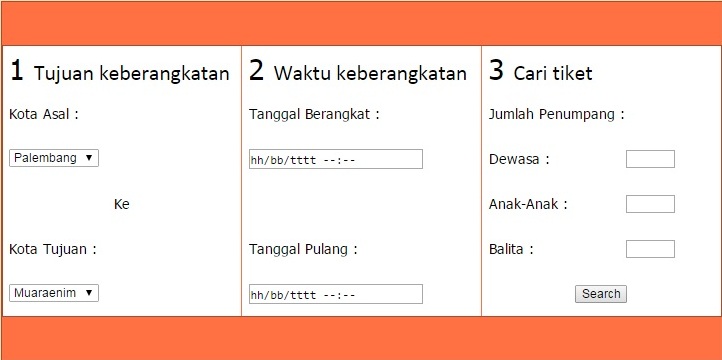 1 Tujuan keberangkatan
Kota Asal :
Palembang ▼
Ke
Kota Tujuan :
Muaraenim ▼
2 Waktu keberangkatan
Tanggal Berangkat :
hh/bb/tttt --:--
Tanggal Pulang :
hh/bb/tttt --:--
3 Cari tiket
Jumlah Penumpang :
Dewasa :
Anak-Anak :
Balita :
Search